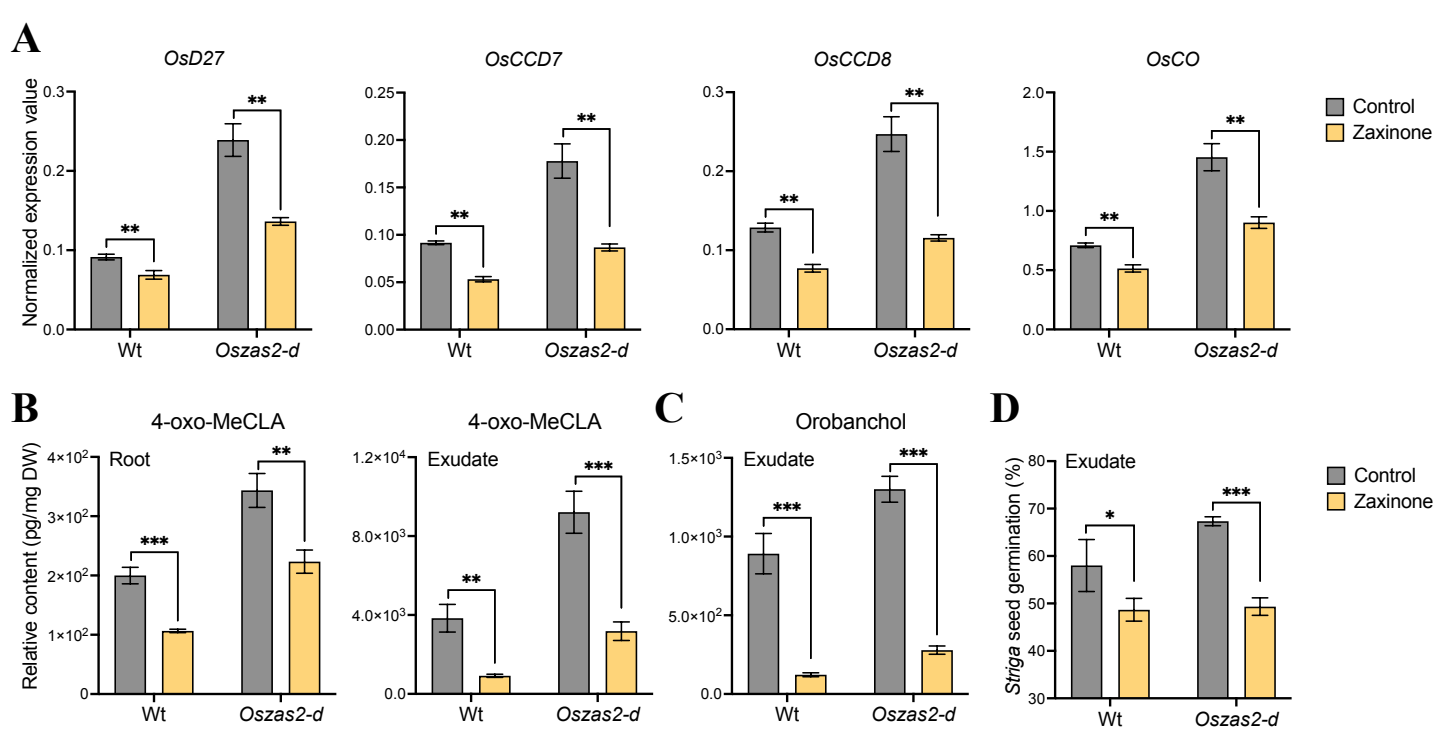 A
OsD27
OsCCD7
OsCCD8
OsCO
Normalized expression value
0.3
0.2
0.1
0.0
**
**
Wt
Oszas2-d
0.25
0.20
0.15
0.10
0.05
0.00
**
**
Wt
Oszas2-d
0.3
0.2
0.1
0.0
**
**
Wt
Oszas2-d
2.0
1.5
1.0
0.5
0.0
**
**
Wt
Oszas2-d
Control
Zaxinone
B
4-oxo-MeCLA
Root
Relative content (pg/mg DW)
4×10²
3×10²
2×10²
1×10²
0
***
**
Wt
Oszas2-d
4-oxo-MeCLA
Exudate
1.2×10⁴
8.0×10³
4.0×10³
0.0
**
***
Wt
Oszas2-d
C
Orobanchol
Exudate
1.5×10³
1.0×10³
5.0×10²
0.0
***
***
Wt
Oszas2-d
D
Exudate
Striga seed germination (%)
80
70
60
50
40
30
*
***
Wt
Oszas2-d
Control
Zaxinone